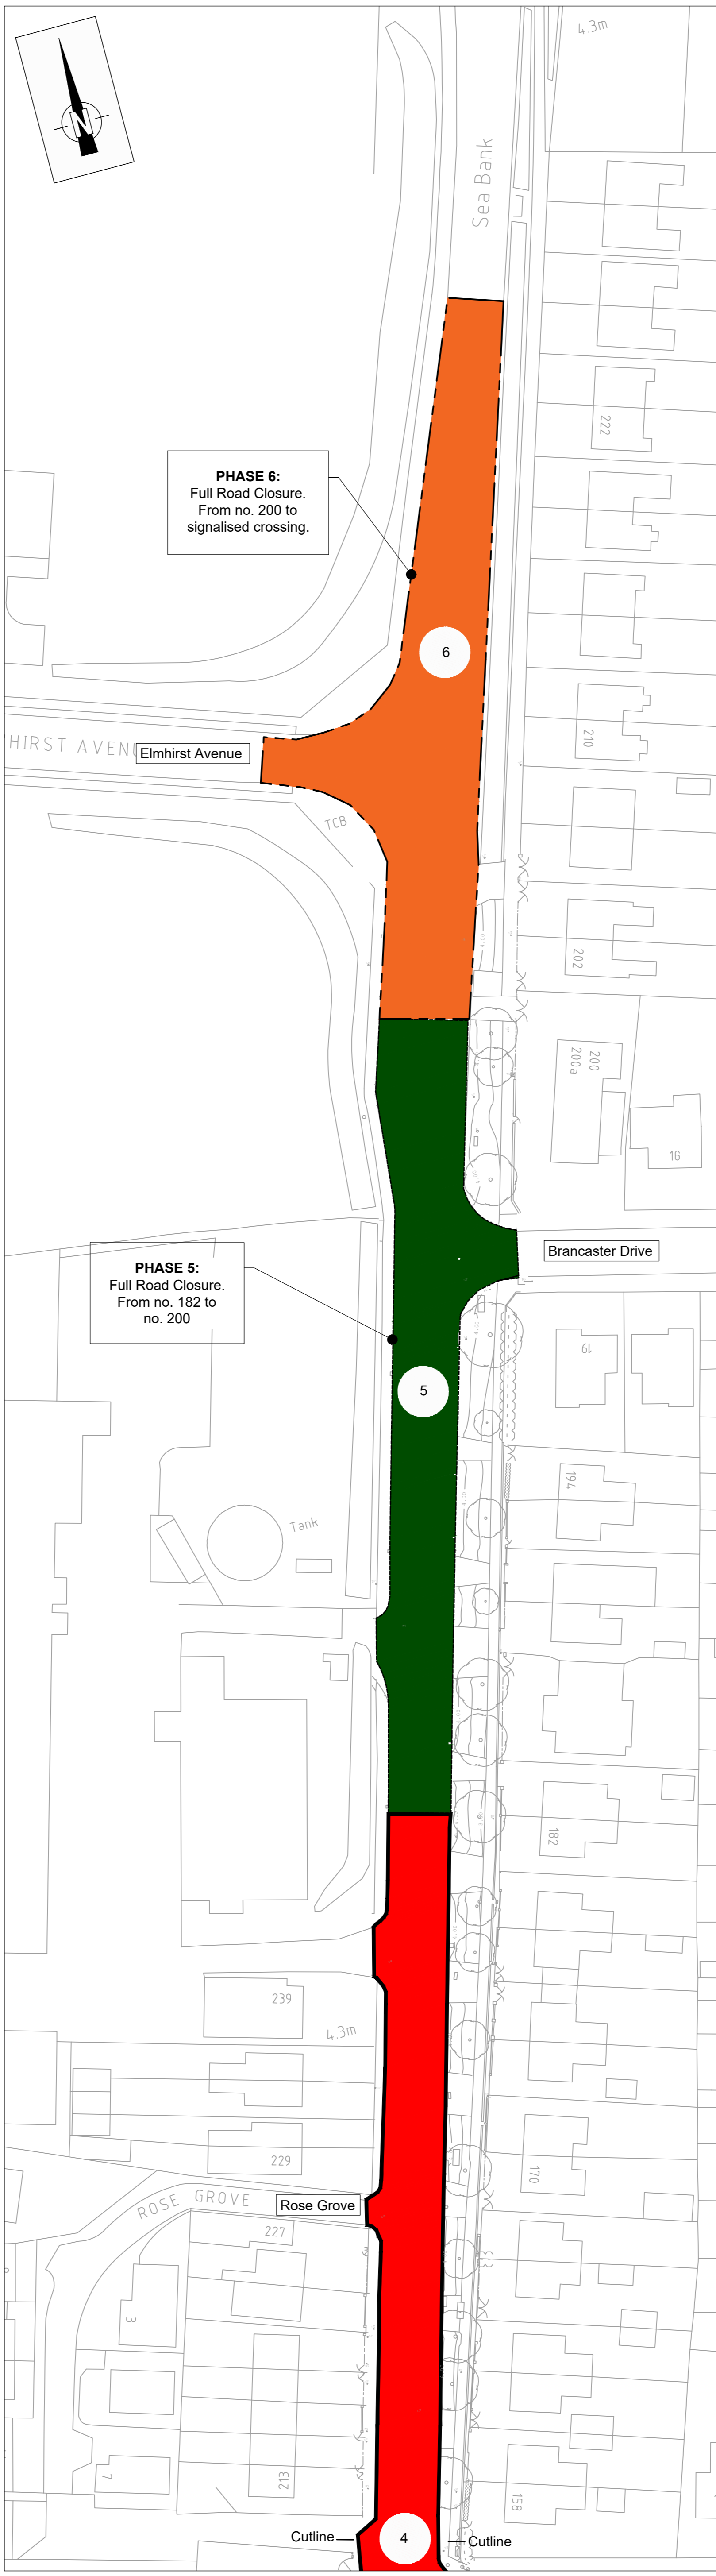 4.3m
N
Sea Bank
222
PHASE 6:
Full Road Closure.
From no. 200 to
signalised crossing.
6
210
HIRST AVENU
Elmhirst Avenue
TCB
202
200
200a
16
Brancaster Drive
PHASE 5:
Full Road Closure.
From no. 182 to
no. 200
19
5
194
Tank
182
239
4.3m
170
229
ROSE GROVE
Rose Grove
227
3
7
213
158
Cutline
4
Cutline